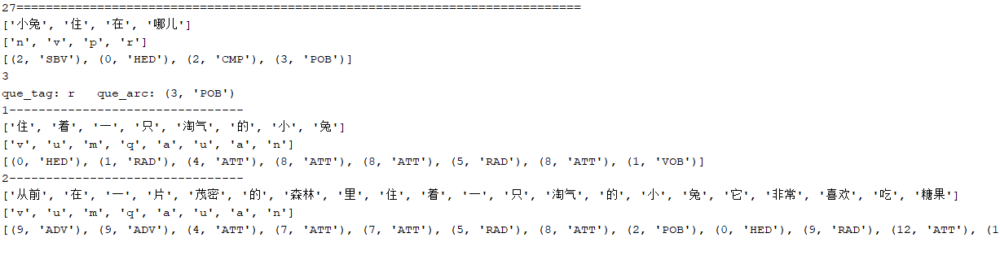 27=============================================================================
['小兔', '住', '在', '哪儿']
['n', 'v', 'p', 'r']
[(2, 'SBV'), (0, 'HED'), (2, 'CMP'), (3, 'POB')]
3
que_tag: r   que_arc: (3, 'POB')
1--------------------------------
['住', '着', '一', '只', '淘气', '的', '小', '兔']
['v', 'u', 'm', 'q', 'a', 'u', 'a', 'n']
[(0, 'HED'), (1, 'RAD'), (4, 'ATT'), (8, 'ATT'), (8, 'ATT'), (5, 'RAD'), (8, 'ATT'), (1, 'VOB')]
2--------------------------------
['从前', '在', '一', '片', '茂密', '的', '森林', '里', '住', '着', '一', '只', '淘气', '的', '小', '兔', '它', '非常', '喜欢', '吃', '糖果']
['v', 'u', 'm', 'q', 'a', 'u', 'a', 'n']
[(9, 'ADV'), (9, 'ADV'), (4, 'ATT'), (7, 'ATT'), (7, 'ATT'), (5, 'RAD'), (8, 'ATT'), (2, 'POB'), (0, 'HED'), (9, 'RAD'), (12, 'ATT'), (1